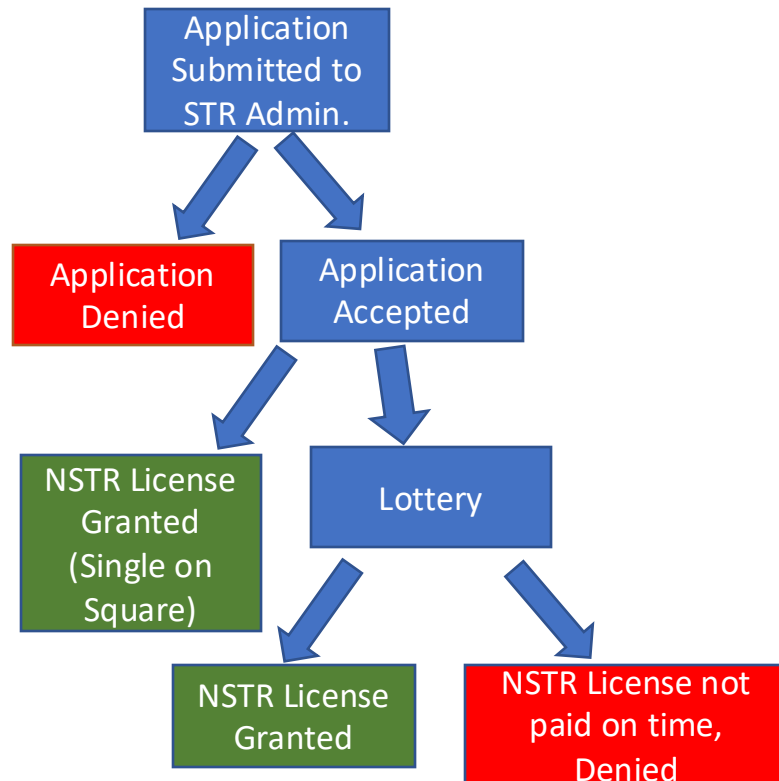 Application
Submitted to
STR Admin.
Application
Denied
Application
Accepted
NSTR License
Granted
(Single on
Square)
Lottery
NSTR License
Granted
NSTR License not
paid on time,
Denied